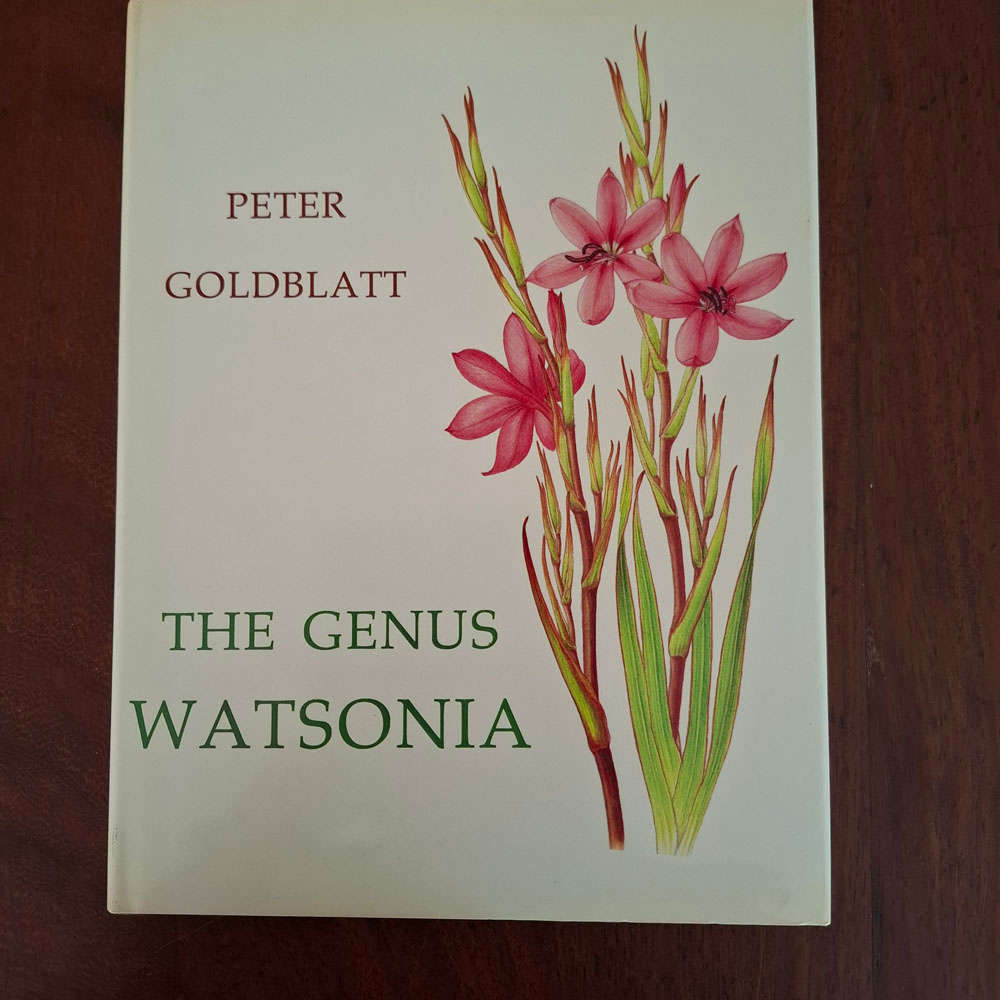 PETER
GOLDBLATT
THE GENUS
WATSONIA